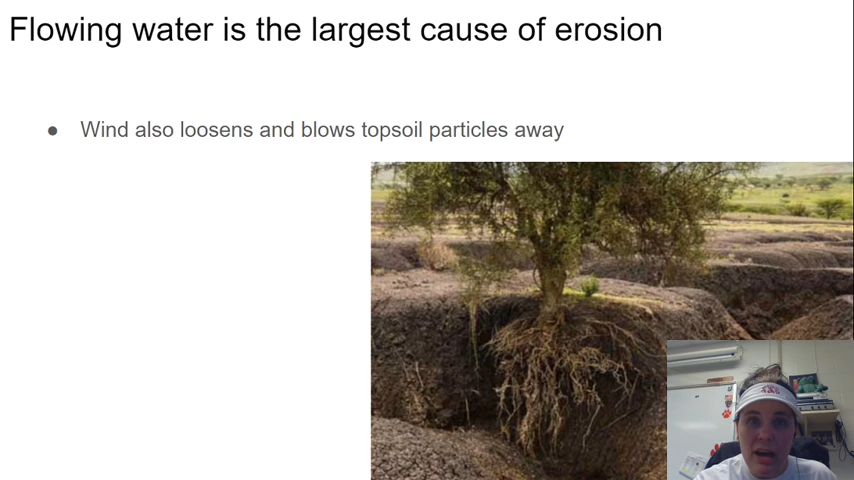 Flowing water is the largest cause of erosion
● Wind also loosens and blows topsoil particles away